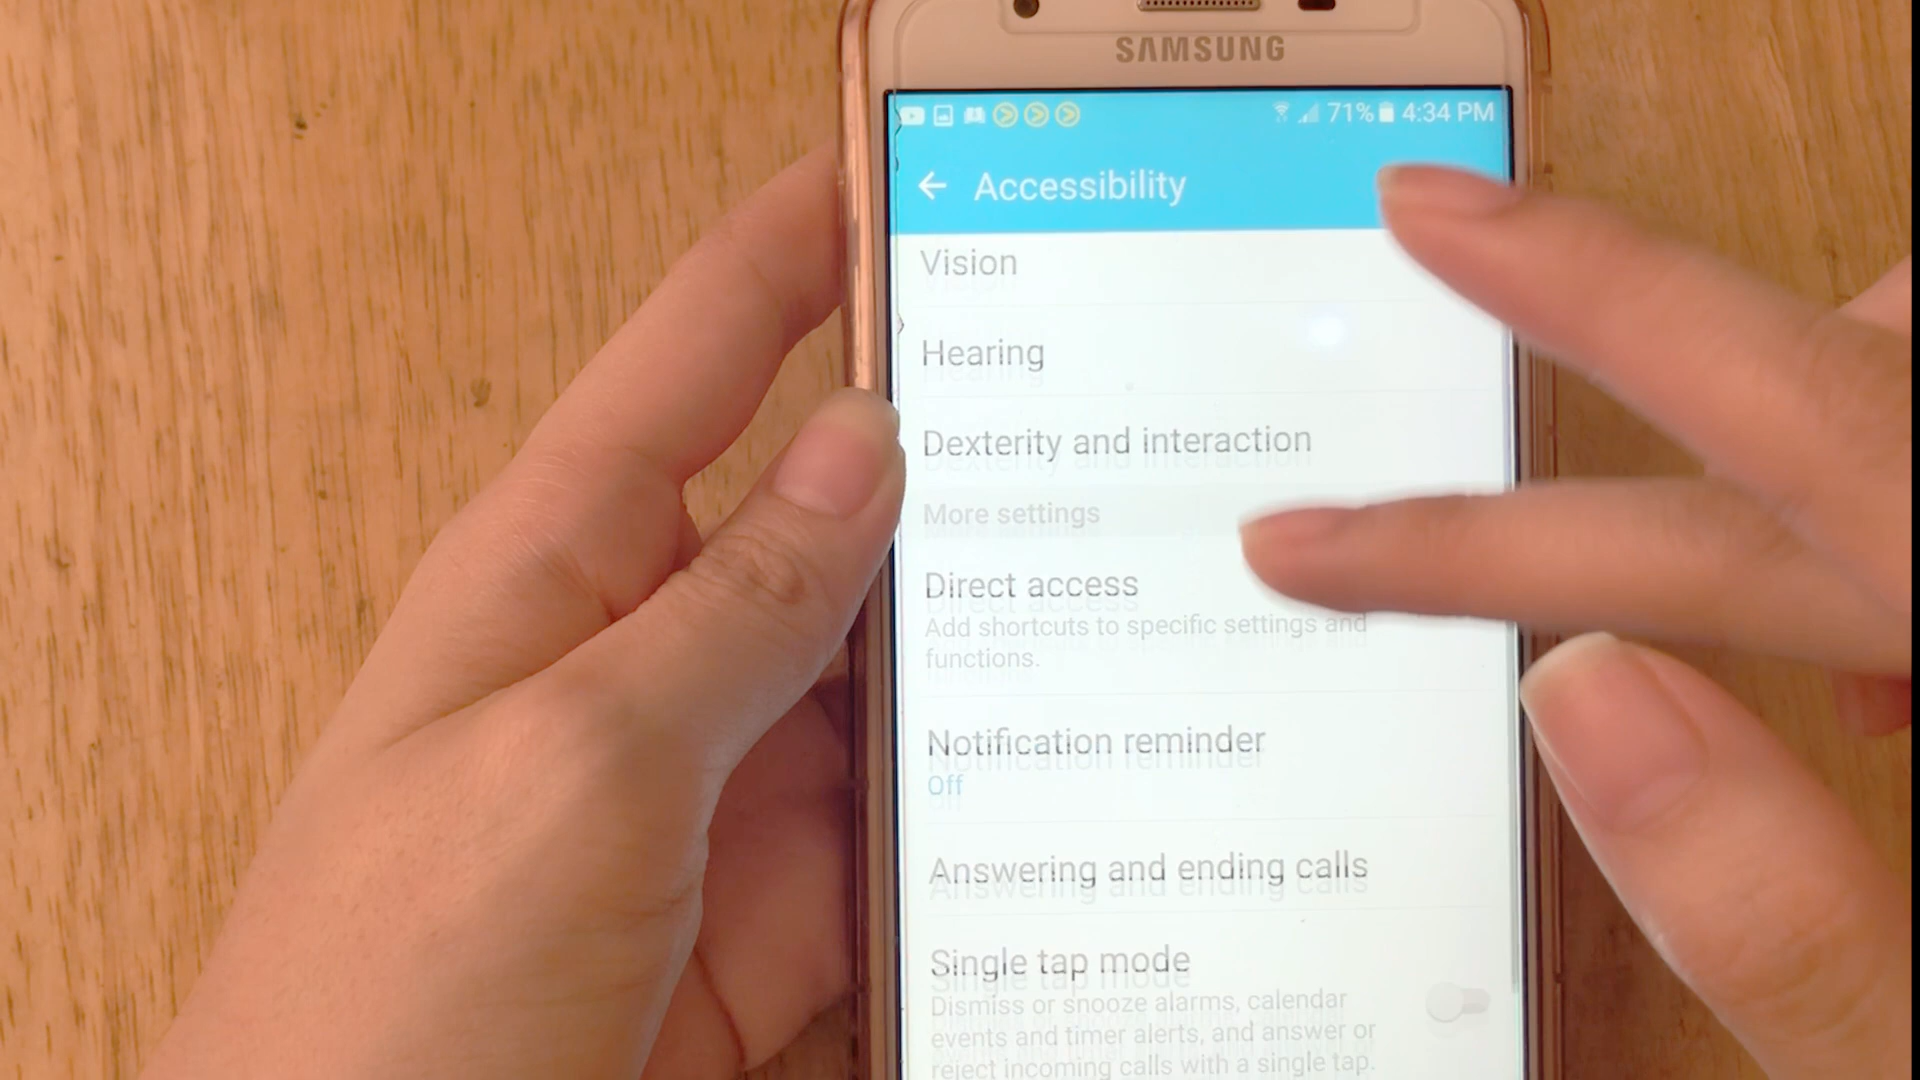 SAMSUNG
71% 4:34 PM
Accessibility
Vision
Hearing
Dexterity and interaction
More settings
Direct access
Add shortcuts to specific settings and
functions.
Notification reminder
Off
Answering and ending calls
Single tap mode
Dismiss or snooze alarms, calendar
events and timer alerts, and answer or
reject incoming calls with a single tap.